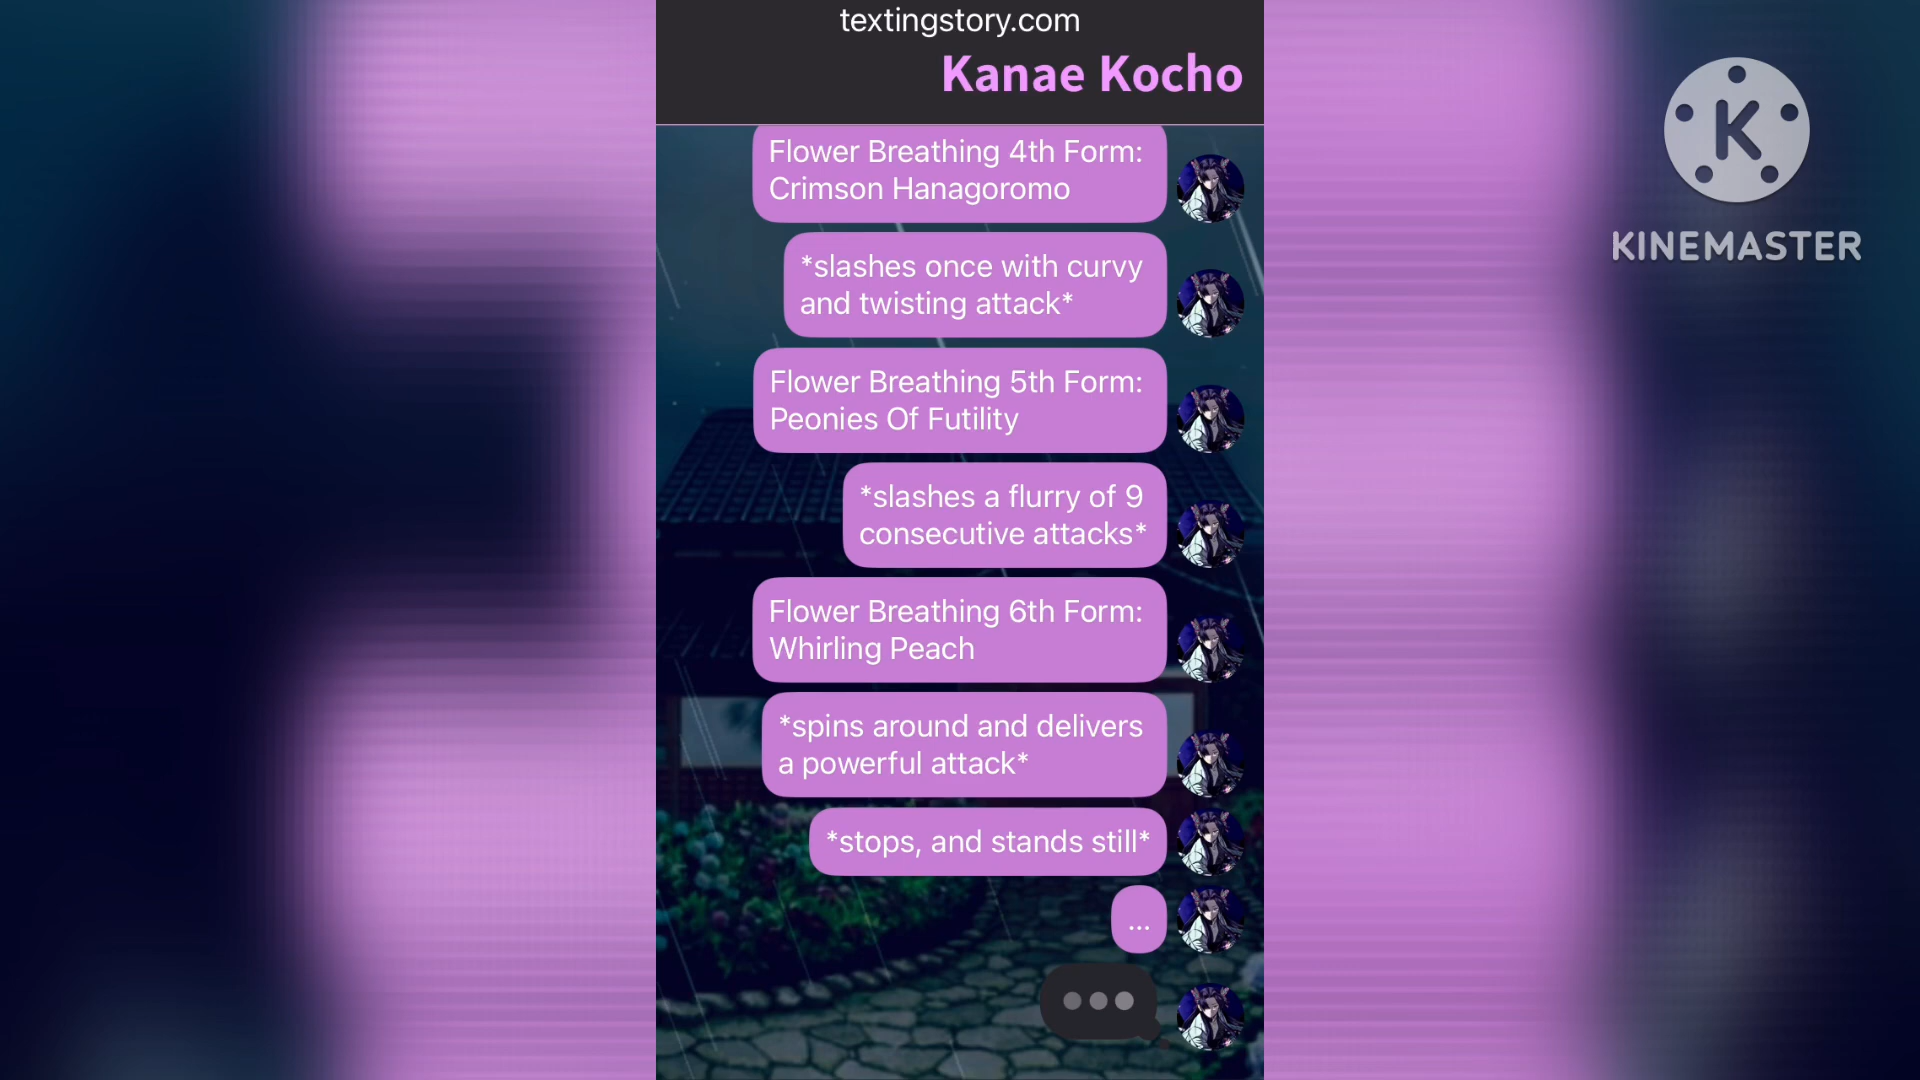 textingstory.com
Kanae Kocho
Flower Breathing 4th Form:
Crimson Hanagoromo
*slashes once with curvy
and twisting attack*
Flower Breathing 5th Form:
Peonies Of Futility
*slashes a flurry of 9
consecutive attacks*
Flower Breathing 6th Form:
Whirling Peach
*spins around and delivers
a powerful attack*
*stops, and stands still*
...
K
KINEMASTER